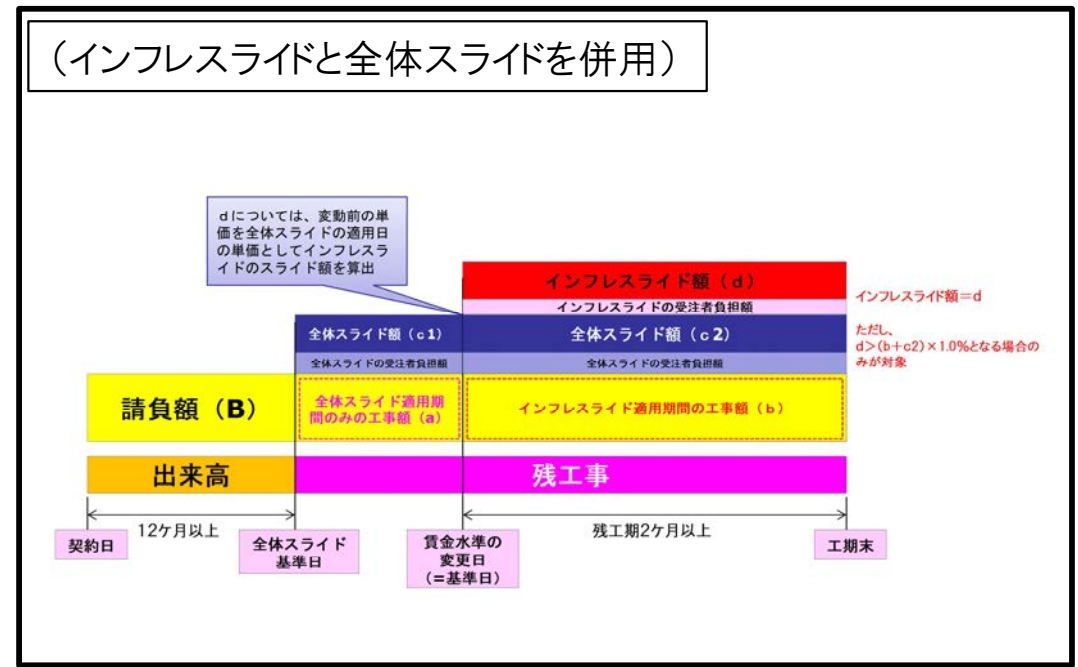 （インフレスライドと全体スライドを併用）
dについては、変動前の単
価を全体スライドの適用日
の単価としてインフレスラ
イドのスライド額を算出
インフレスライド額（d）
インフレスライドの受注者負担額
インフレスライド額＝d
ただし、
d>(b+c2)×1.0%となる場合の
みが対象
全体スライド額（c1）
全体スライド額（c2）
全体スライドの受注者負担額
全体スライドの受注者負担額
請負額（B）
全体スライド適用期
間のみの工事額（a）
インフレスライド適用期間の工事額（b）
出来高
残工事
12ケ月以上
残工期2ケ月以上
契約日
全体スライド
基準日
賃金水準の
変更日
（=基準日）
工期末